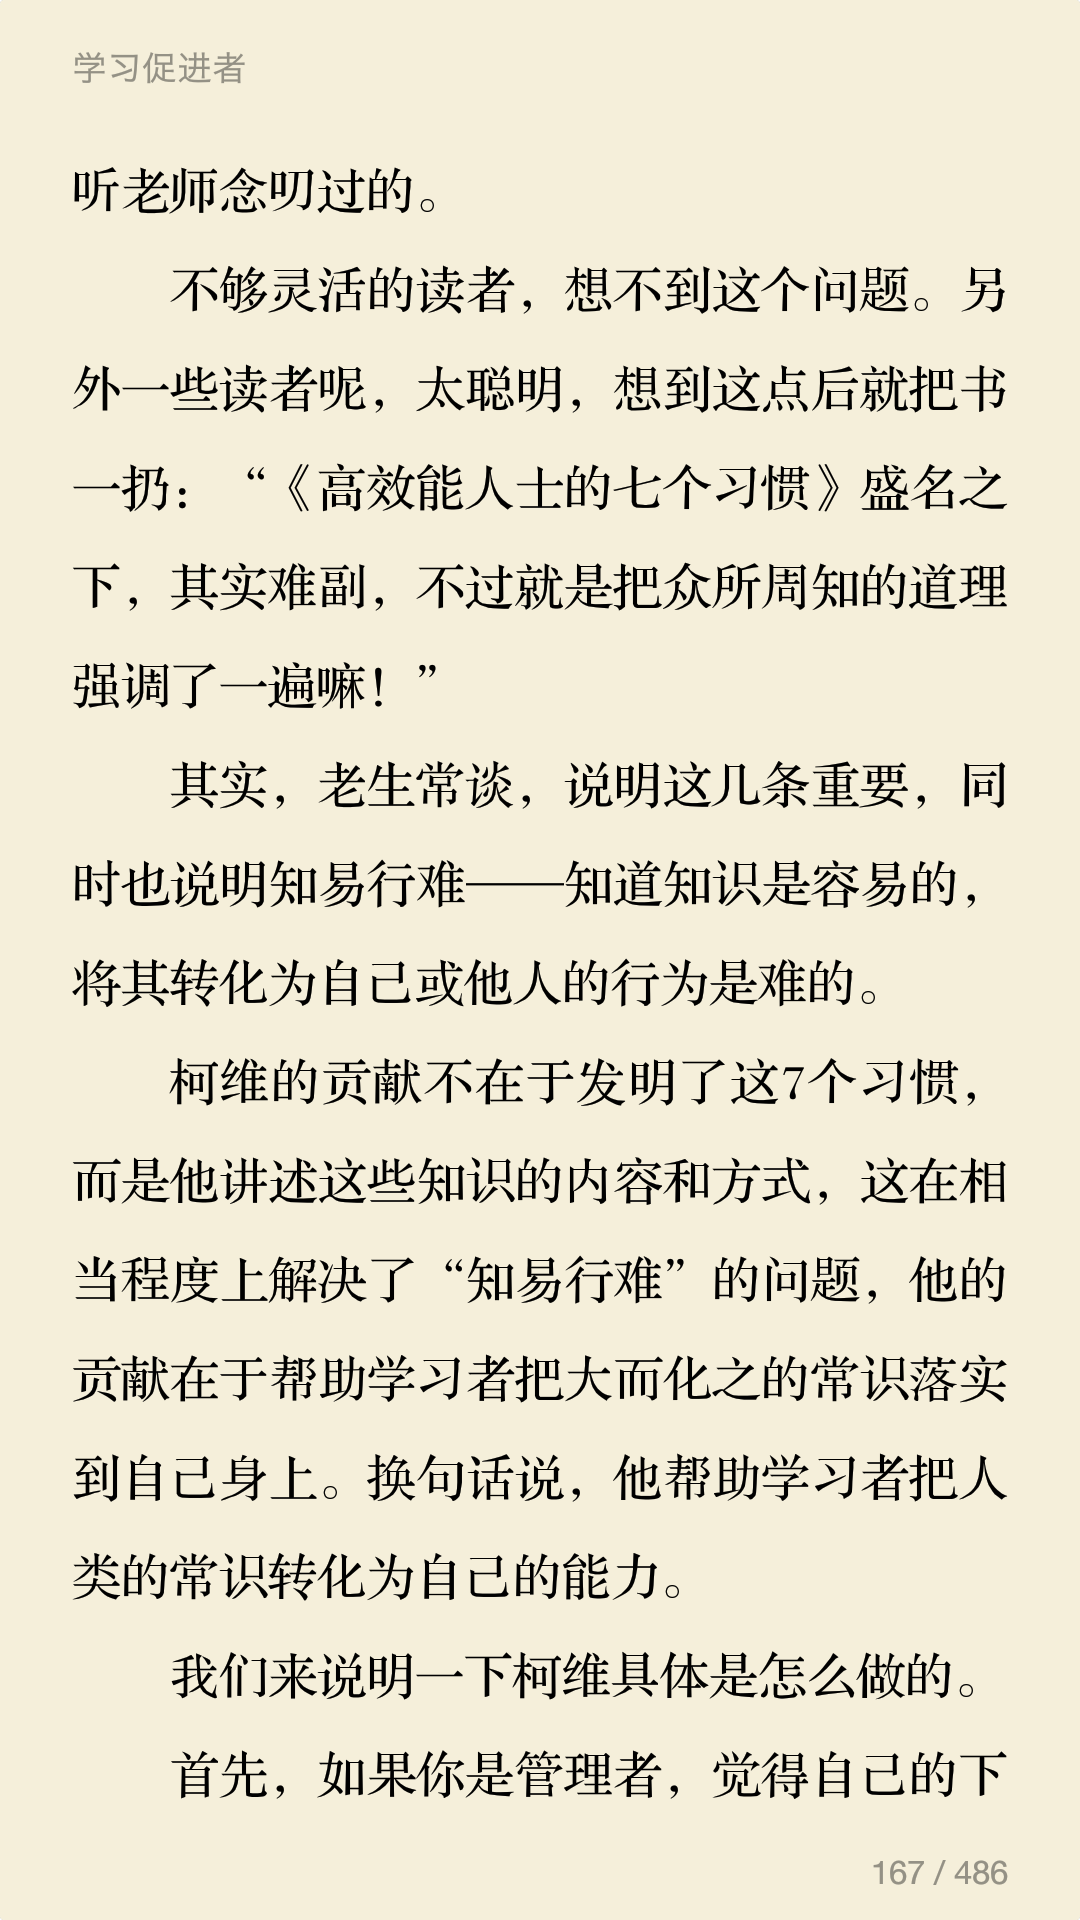 学习促进者
听老师念叨过的。
不够灵活的读者，想不到这个问题。另
外一些读者呢，太聪明，想到这点后就把书
一扔：“《高效能人士的七个习惯》盛名之
下，其实难副，不过就是把众所周知的道理
强调了一遍嘛！”
其实，老生常谈，说明这几条重要，同
时也说明知易行难——知道知识是容易的，
将其转化为自己或他人的行为是难的。
柯维的贡献不在于发明了这7个习惯，
而是他讲述这些知识的内容和方式，这在相
当程度上解决了“知易行难”的问题，他的
贡献在于帮助学习者把大而化之的常识落实
到自己身上。换句话说，他帮助学习者把人
类的常识转化为自己的能力。
我们来说明一下柯维具体是怎么做的。
首先，如果你是管理者，觉得自己的下
167 / 486